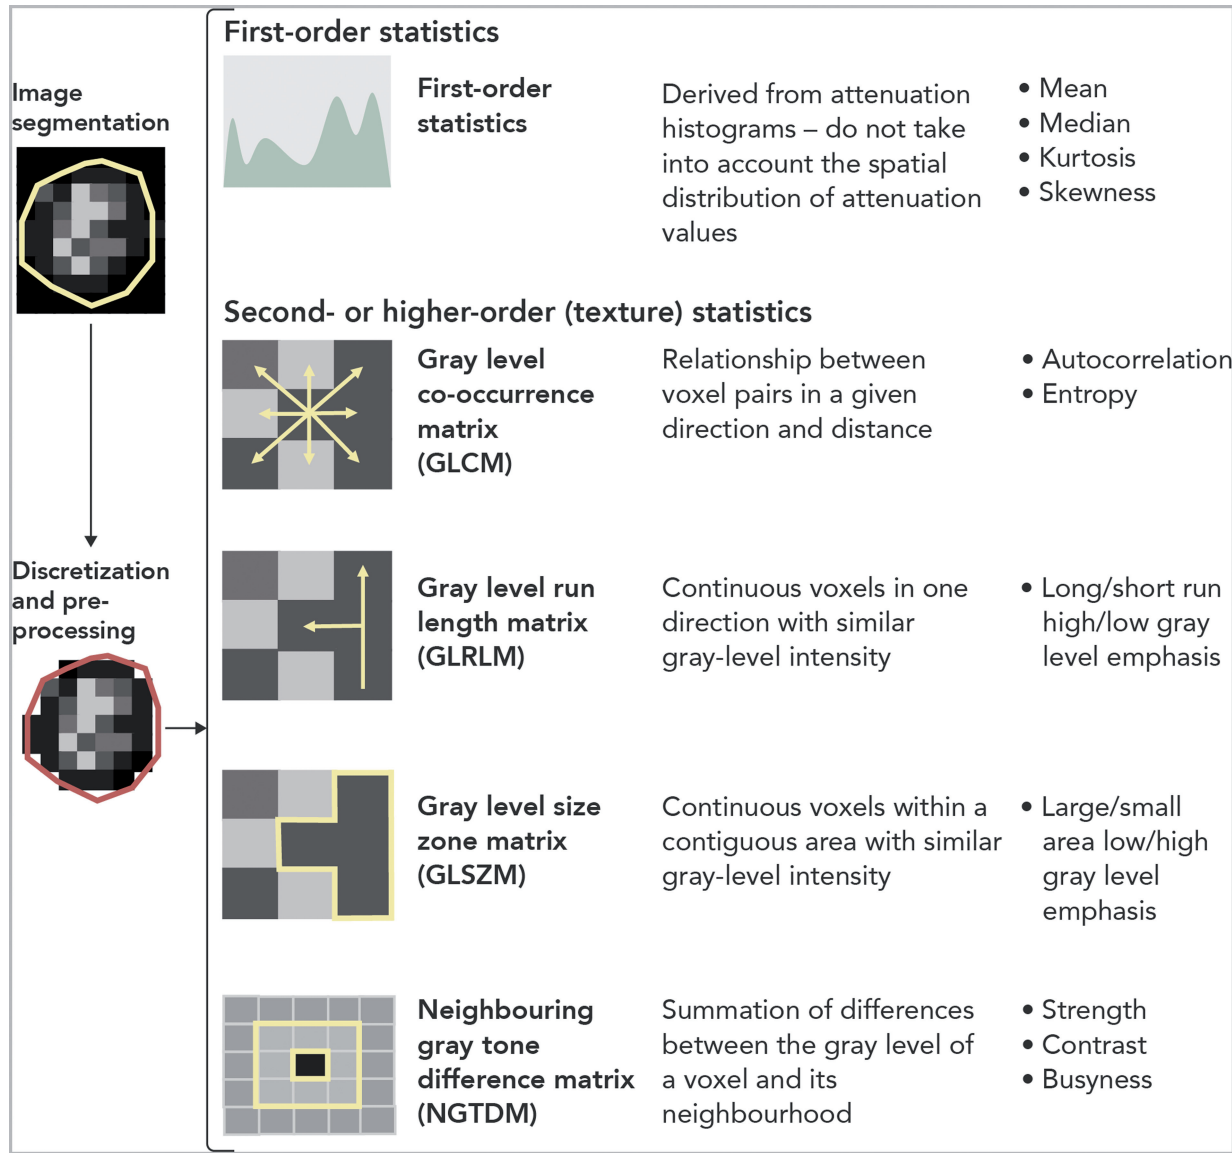 Image
segmentation
Discretization
and pre-
processing
First-order statistics
First-order
statistics
Derived from attenuation
histograms – do not take
into account the spatial
distribution of attenuation
values
• Mean
• Median
• Kurtosis
• Skewness
Second- or higher-order (texture) statistics
Gray level
co-occurrence
matrix
(GLCM)
Relationship between
voxel pairs in a given
direction and distance
• Autocorrelation
• Entropy
Gray level run
length matrix
(GLRLM)
Continuous voxels in one
direction with similar
gray-level intensity
• Long/short run
high/low gray
level emphasis
Gray level size
zone matrix
(GLSZM)
Continuous voxels within a
contiguous area with similar
gray-level intensity
• Large/small
area low/high
gray level
emphasis
Neighbouring
gray tone
difference matrix
(NGTDM)
Summation of differences
between the gray level of
a voxel and its
neighbourhood
• Strength
• Contrast
• Busyness